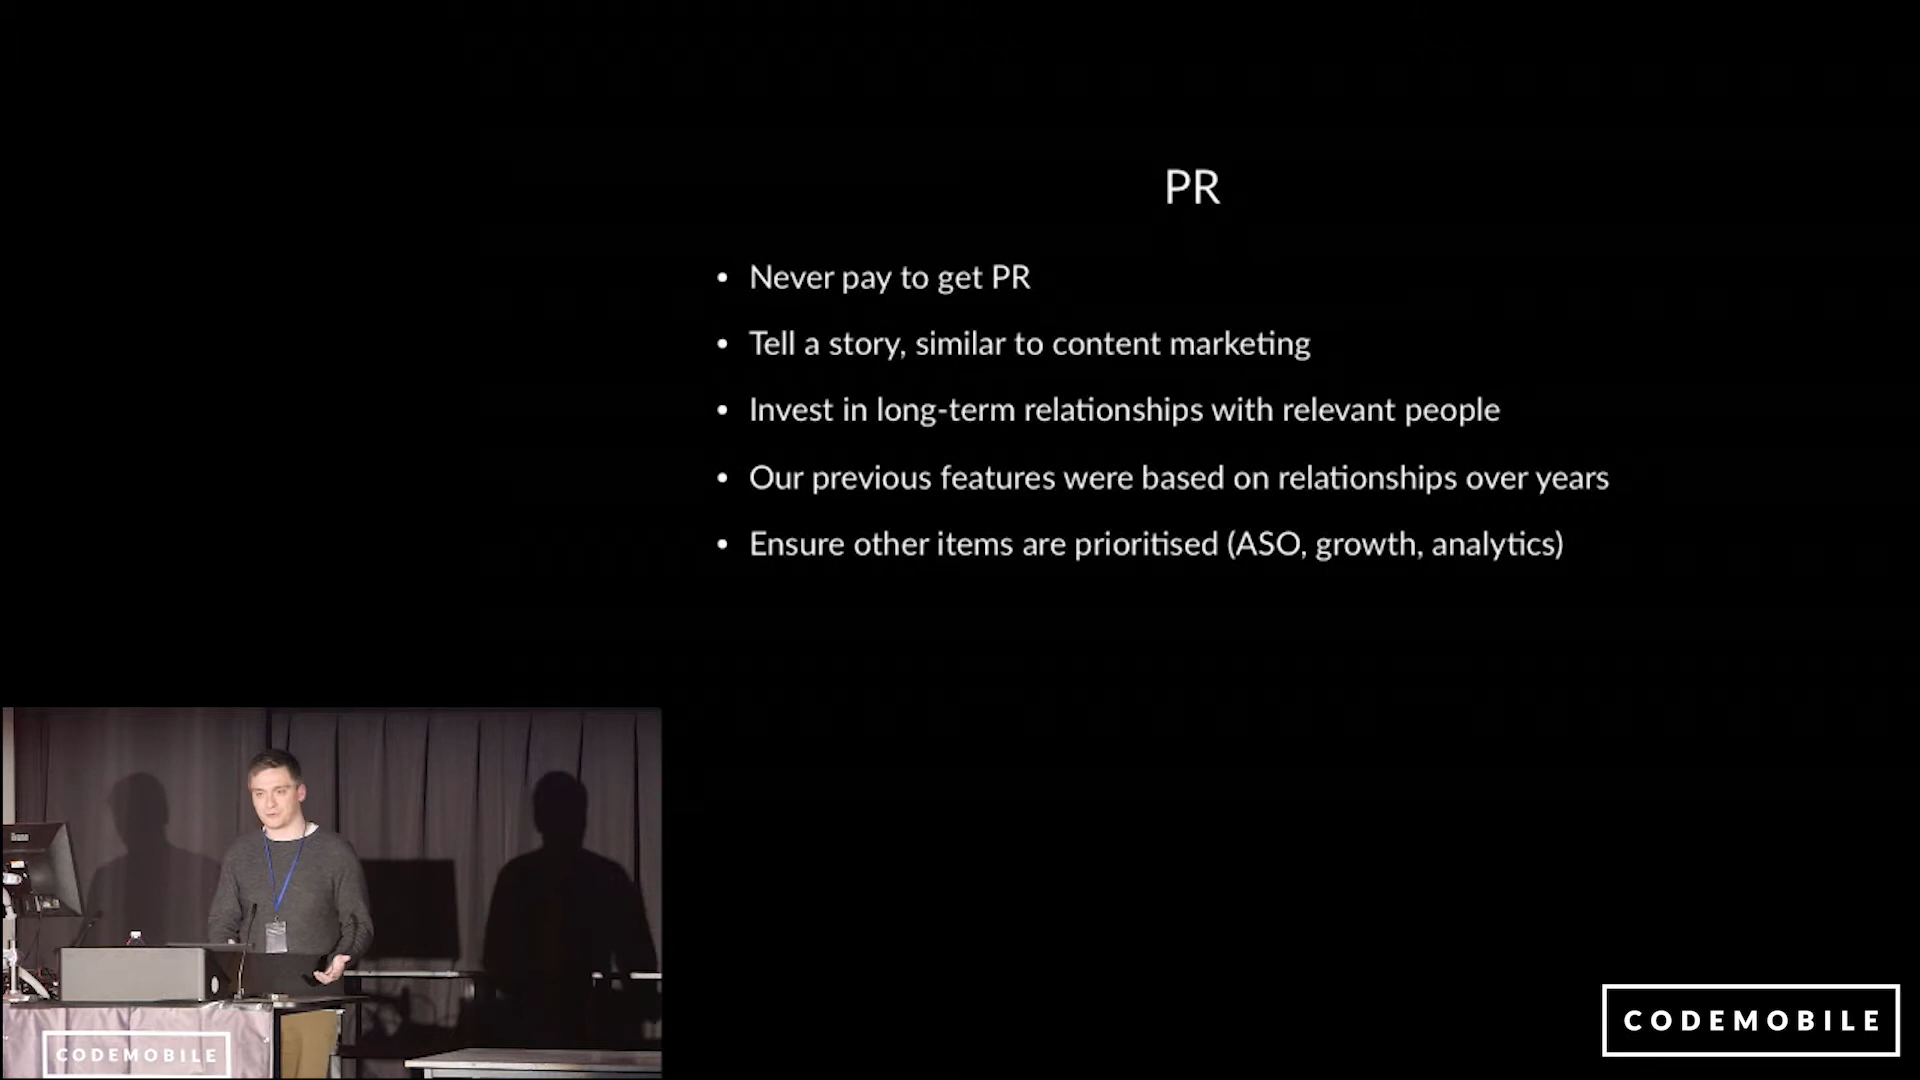 PR
• Never pay to get PR
• Tell a story, similar to content marketing
• Invest in long-term relationships with relevant people
• Our previous features were based on relationships over years
• Ensure other items are prioritised (ASO, growth, analytics)
CODEMOBILE
CODEMOBILE